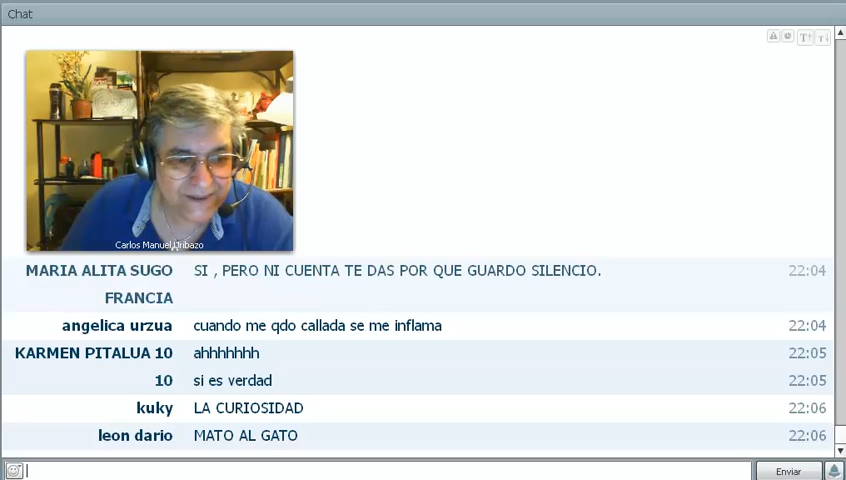 Chat
Carlos Manuel Uribazo
MARIA ALITA SUGO SI , PERO NI CUENTA TE DAS POR QUE GUARDO SILENCIO. 22:04
FRANCIA
angelica urzua cuando me qdo callada se me inflama 22:04
KARMEN PITALUA 10 ahhhhhhh 22:05
10 si es verdad 22:05
kuky LA CURIOSIDAD 22:06
leon dario MATO AL GATO 22:06
Enviar